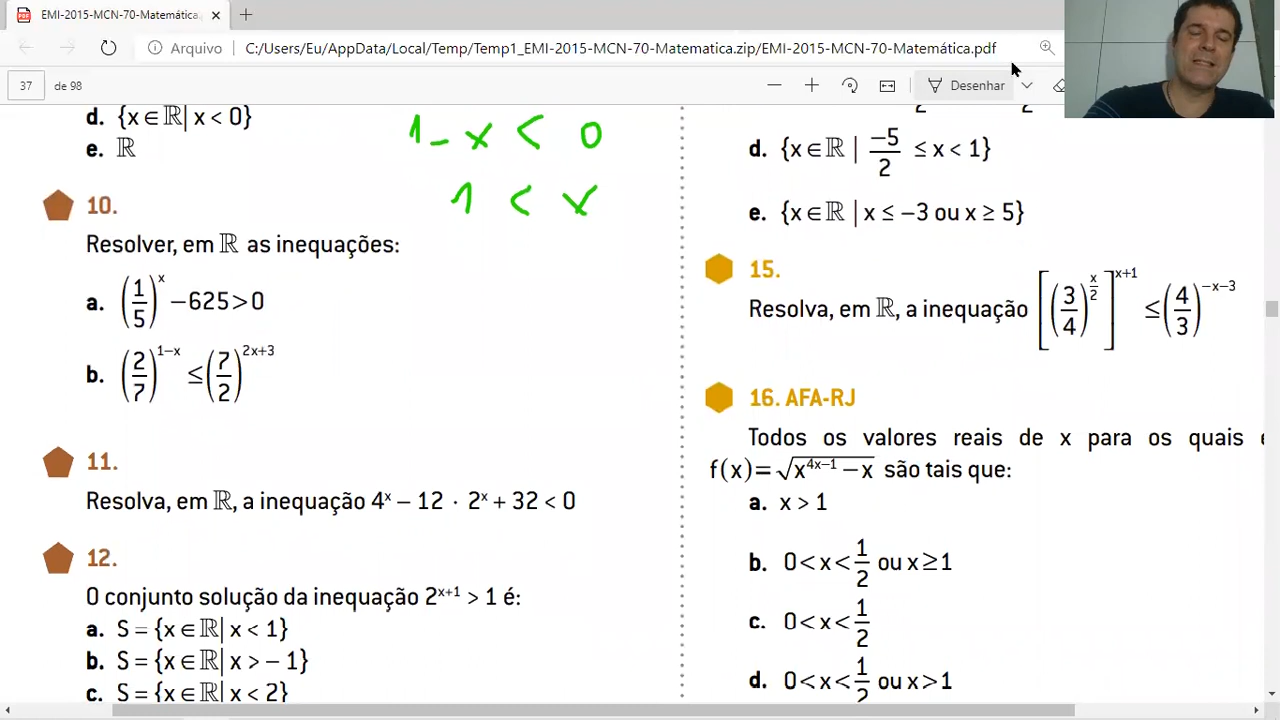 EMI-2015-MCN-70-Matemática.
Arquivo C:/Users/Eu/AppData/Local/Temp/Temp1_EMI-2015-MCN-70-Matematica.zip/EMI-2015-MCN-70-Matemática.pdf
37 de 98
Desenhar
d. {x ∈ ℝ| x < 0}
e. ℝ
1 - x < 0
1 < x
10.
Resolver, em ℝ as inequações:
a. (1/5)^x − 625 > 0
b. (2/7)^(1−x) ≤ (7/2)^(2x+3)
11.
Resolva, em ℝ, a inequação 4^x − 12 · 2^x + 32 < 0
12.
O conjunto solução da inequação 2^(x+1) > 1 é:
a. S = {x ∈ ℝ| x < 1}
b. S = {x ∈ ℝ| x > − 1}
c. S = {x ∈ ℝ| x < 2}
2 2
d. {x ∈ ℝ | −5/2 ≤ x < 1}
e. {x ∈ ℝ | x ≤ −3 ou x ≥ 5}
15.
Resolva, em ℝ, a inequação [(3/4)^(x/2)]^(x+1) ≤ (4/3)^(−x−3)
16. AFA-RJ
Todos os valores reais de x para os quais
f(x) = √(x^(4x−1) − x) são tais que:
a. x > 1
b. 0 < x < 1/2 ou x ≥ 1
c. 0 < x < 1/2
d. 0 < x < 1/2 ou x > 1